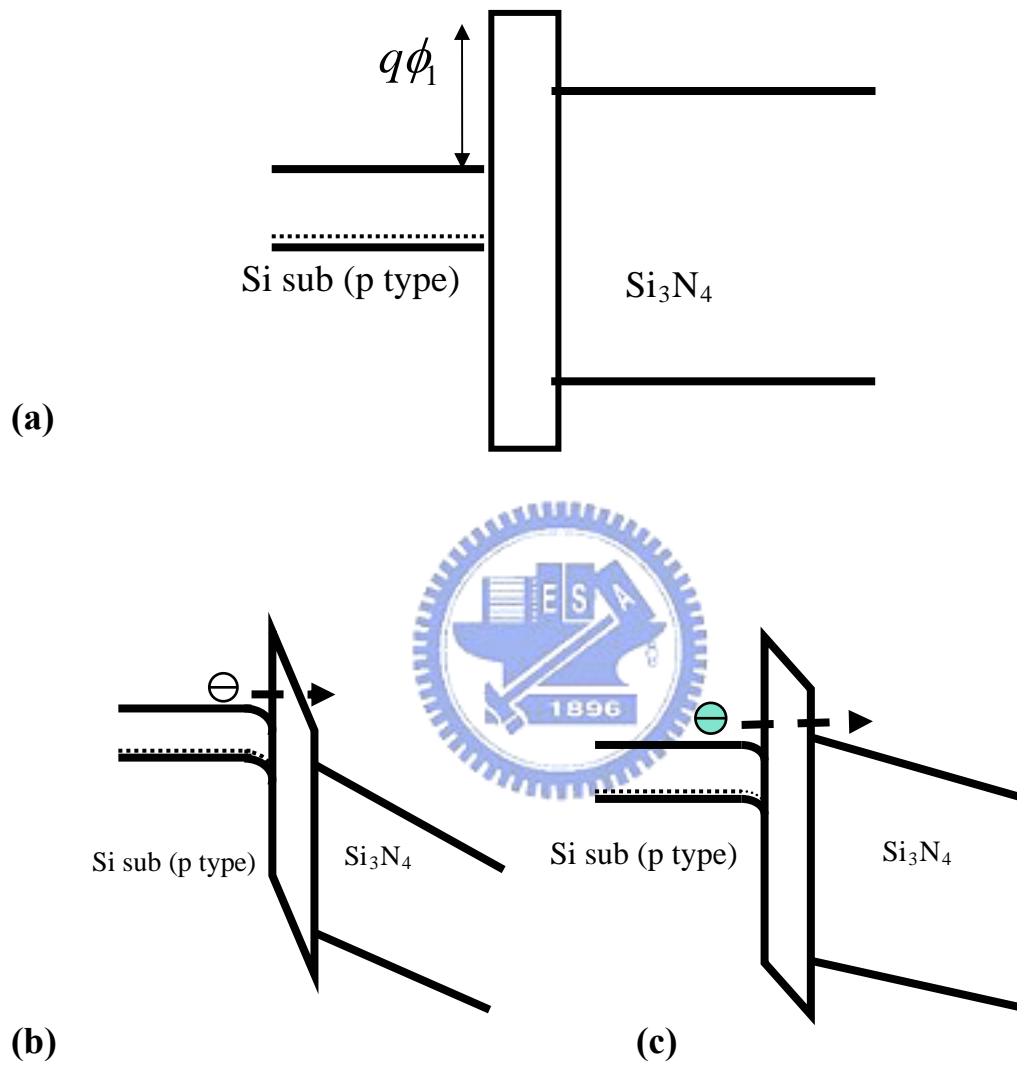 qϕ₁
Si sub (p type)
Si₃N₄
(a)
E S A
1896
Si sub (p type)
Si₃N₄
Si sub (p type)
Si₃N₄
(b)
(c)